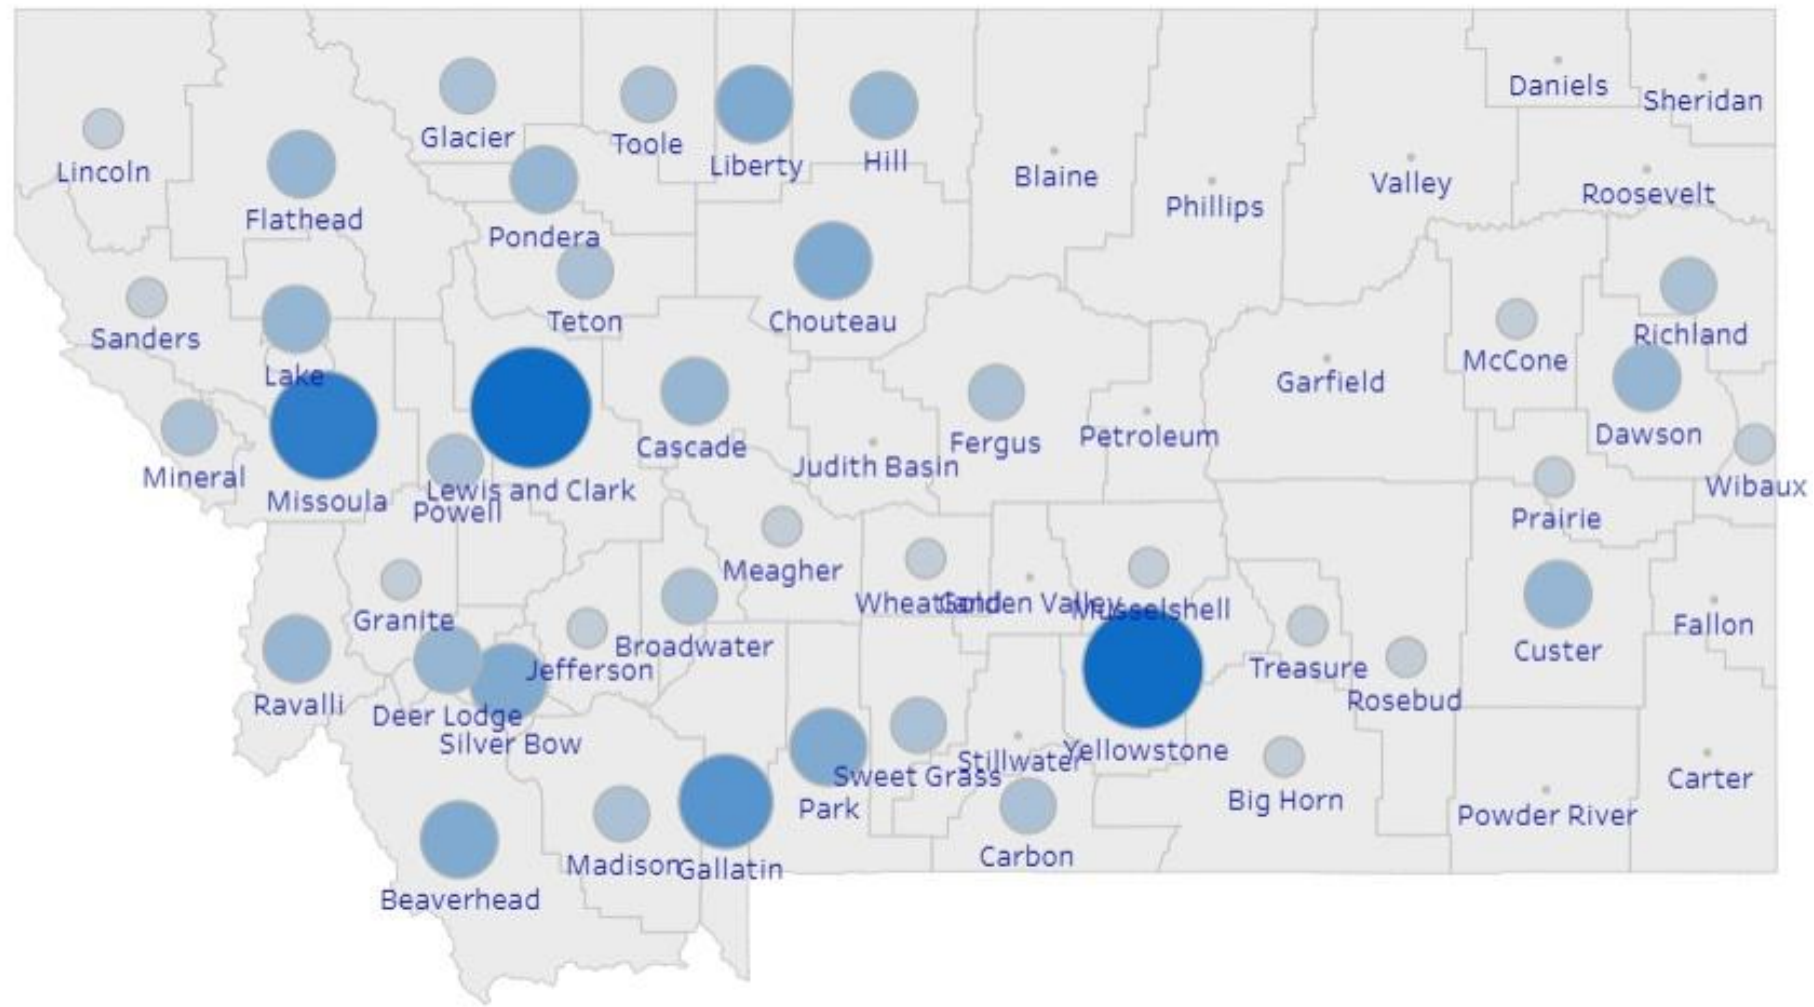 Daniels
Sheridan
Glacier
Toole
Liberty
Hill
Lincoln
Blaine
Valley
Roosevelt
Phillips
Flathead
Pondera
Teton
Chouteau
Sanders
Richland
McCone
Lake
Garfield
Cascade
Fergus
Petroleum
Dawson
Judith Basin
Mineral
Missoula
Lewis and Clark
Powell
Wibaux
Prairie
Meagher
Wheatland
Golden Valley
Musselshell
Granite
Broadwater
Fallon
Custer
Jefferson
Treasure
Ravalli
Rosebud
Deer Lodge
Silver Bow
Yellowstone
Stillwater
Sweet Grass
Carter
Big Horn
Park
Powder River
Carbon
Madison
Gallatin
Beaverhead